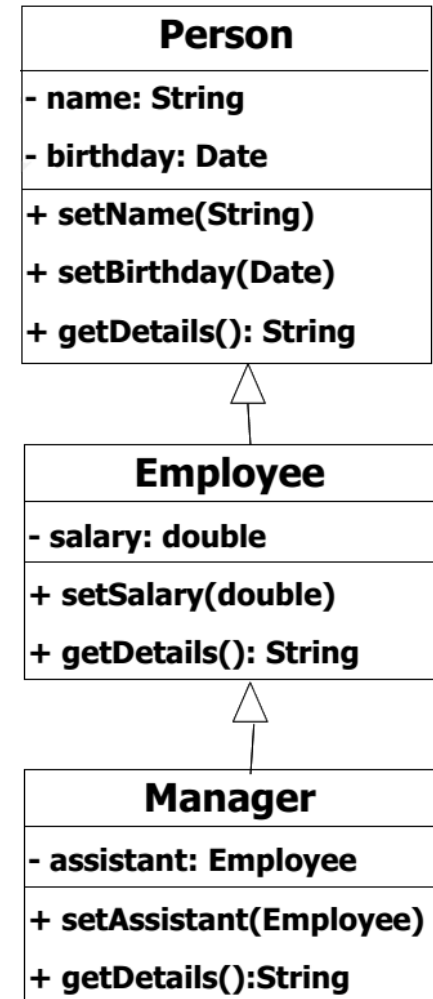 Person
- name: String
- birthday: Date
+ setName(String)
+ setBirthday(Date)
+ getDetails(): String
Employee
- salary: double
+ setSalary(double)
+ getDetails(): String
Manager
- assistant: Employee
+ setAssistant(Employee)
+ getDetails():String